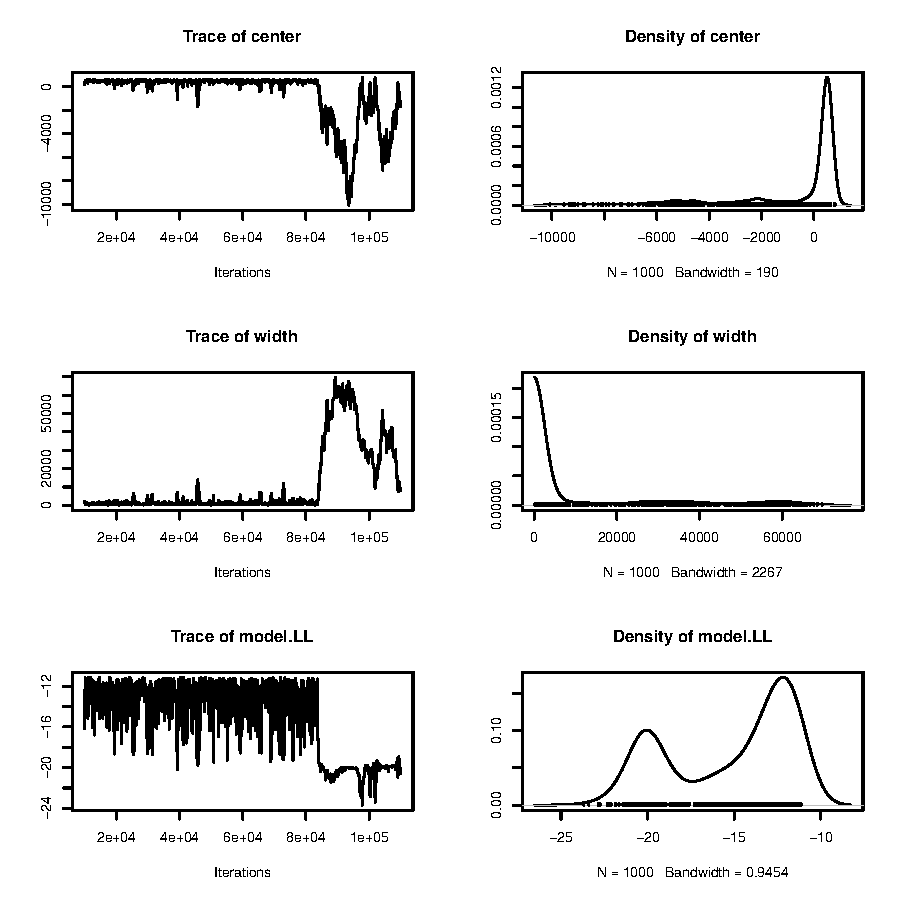 Trace of center
0
−4000
−10000
2e+04 4e+04 6e+04 8e+04 1e+05
Iterations
Density of center
0.0012
0.0006
0.0000
−10000 −6000 −4000 −2000 0
N = 1000 Bandwidth = 190
Trace of width
50000
20000
0
2e+04 4e+04 6e+04 8e+04 1e+05
Iterations
Density of width
0.00015
0.00000
0 20000 40000 60000
N = 1000 Bandwidth = 2267
Trace of model.LL
−12
−16
−20
−24
2e+04 4e+04 6e+04 8e+04 1e+05
Iterations
Density of model.LL
0.10
0.00
−25 −20 −15 −10
N = 1000 Bandwidth = 0.9454